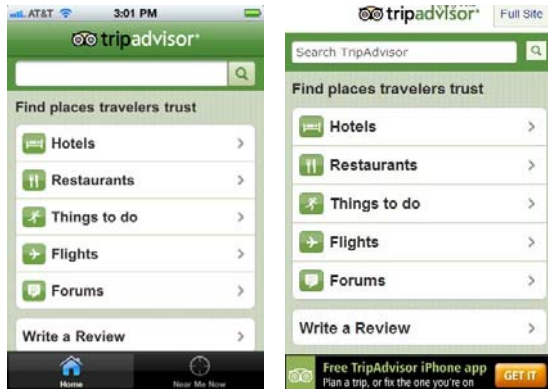 AT&T 3:01 PM
tripadvisor
Find places travelers trust
Hotels
Restaurants
Things to do
Flights
Forums
Write a Review
Home Near Me Now
tripadvisor Full Site
Search TripAdvisor
Find places travelers trust
Hotels
Restaurants
Things to do
Flights
Forums
Write a Review
Free TripAdvisor iPhone app
Plan a trip, or fix the one you're on
GET IT